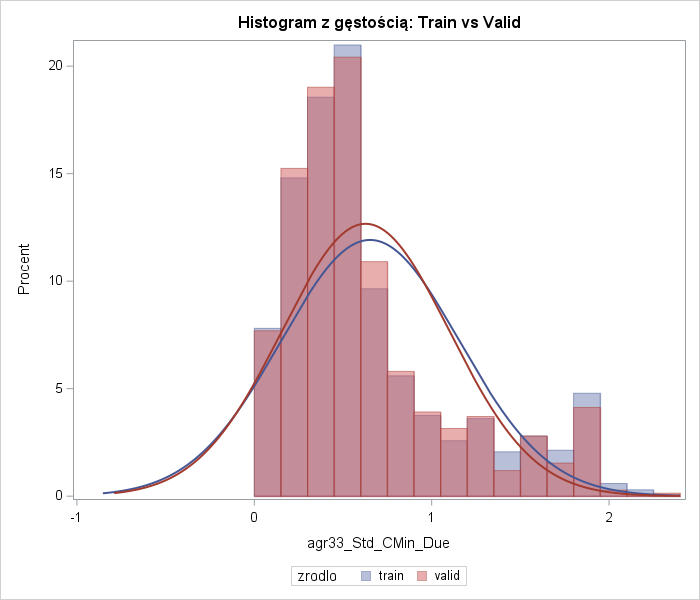 Histogram z gęstością: Train vs Valid
20
15
10
5
0
Procent
-1
0
1
2
agr33_Std_CMin_Due
zrodlo train valid